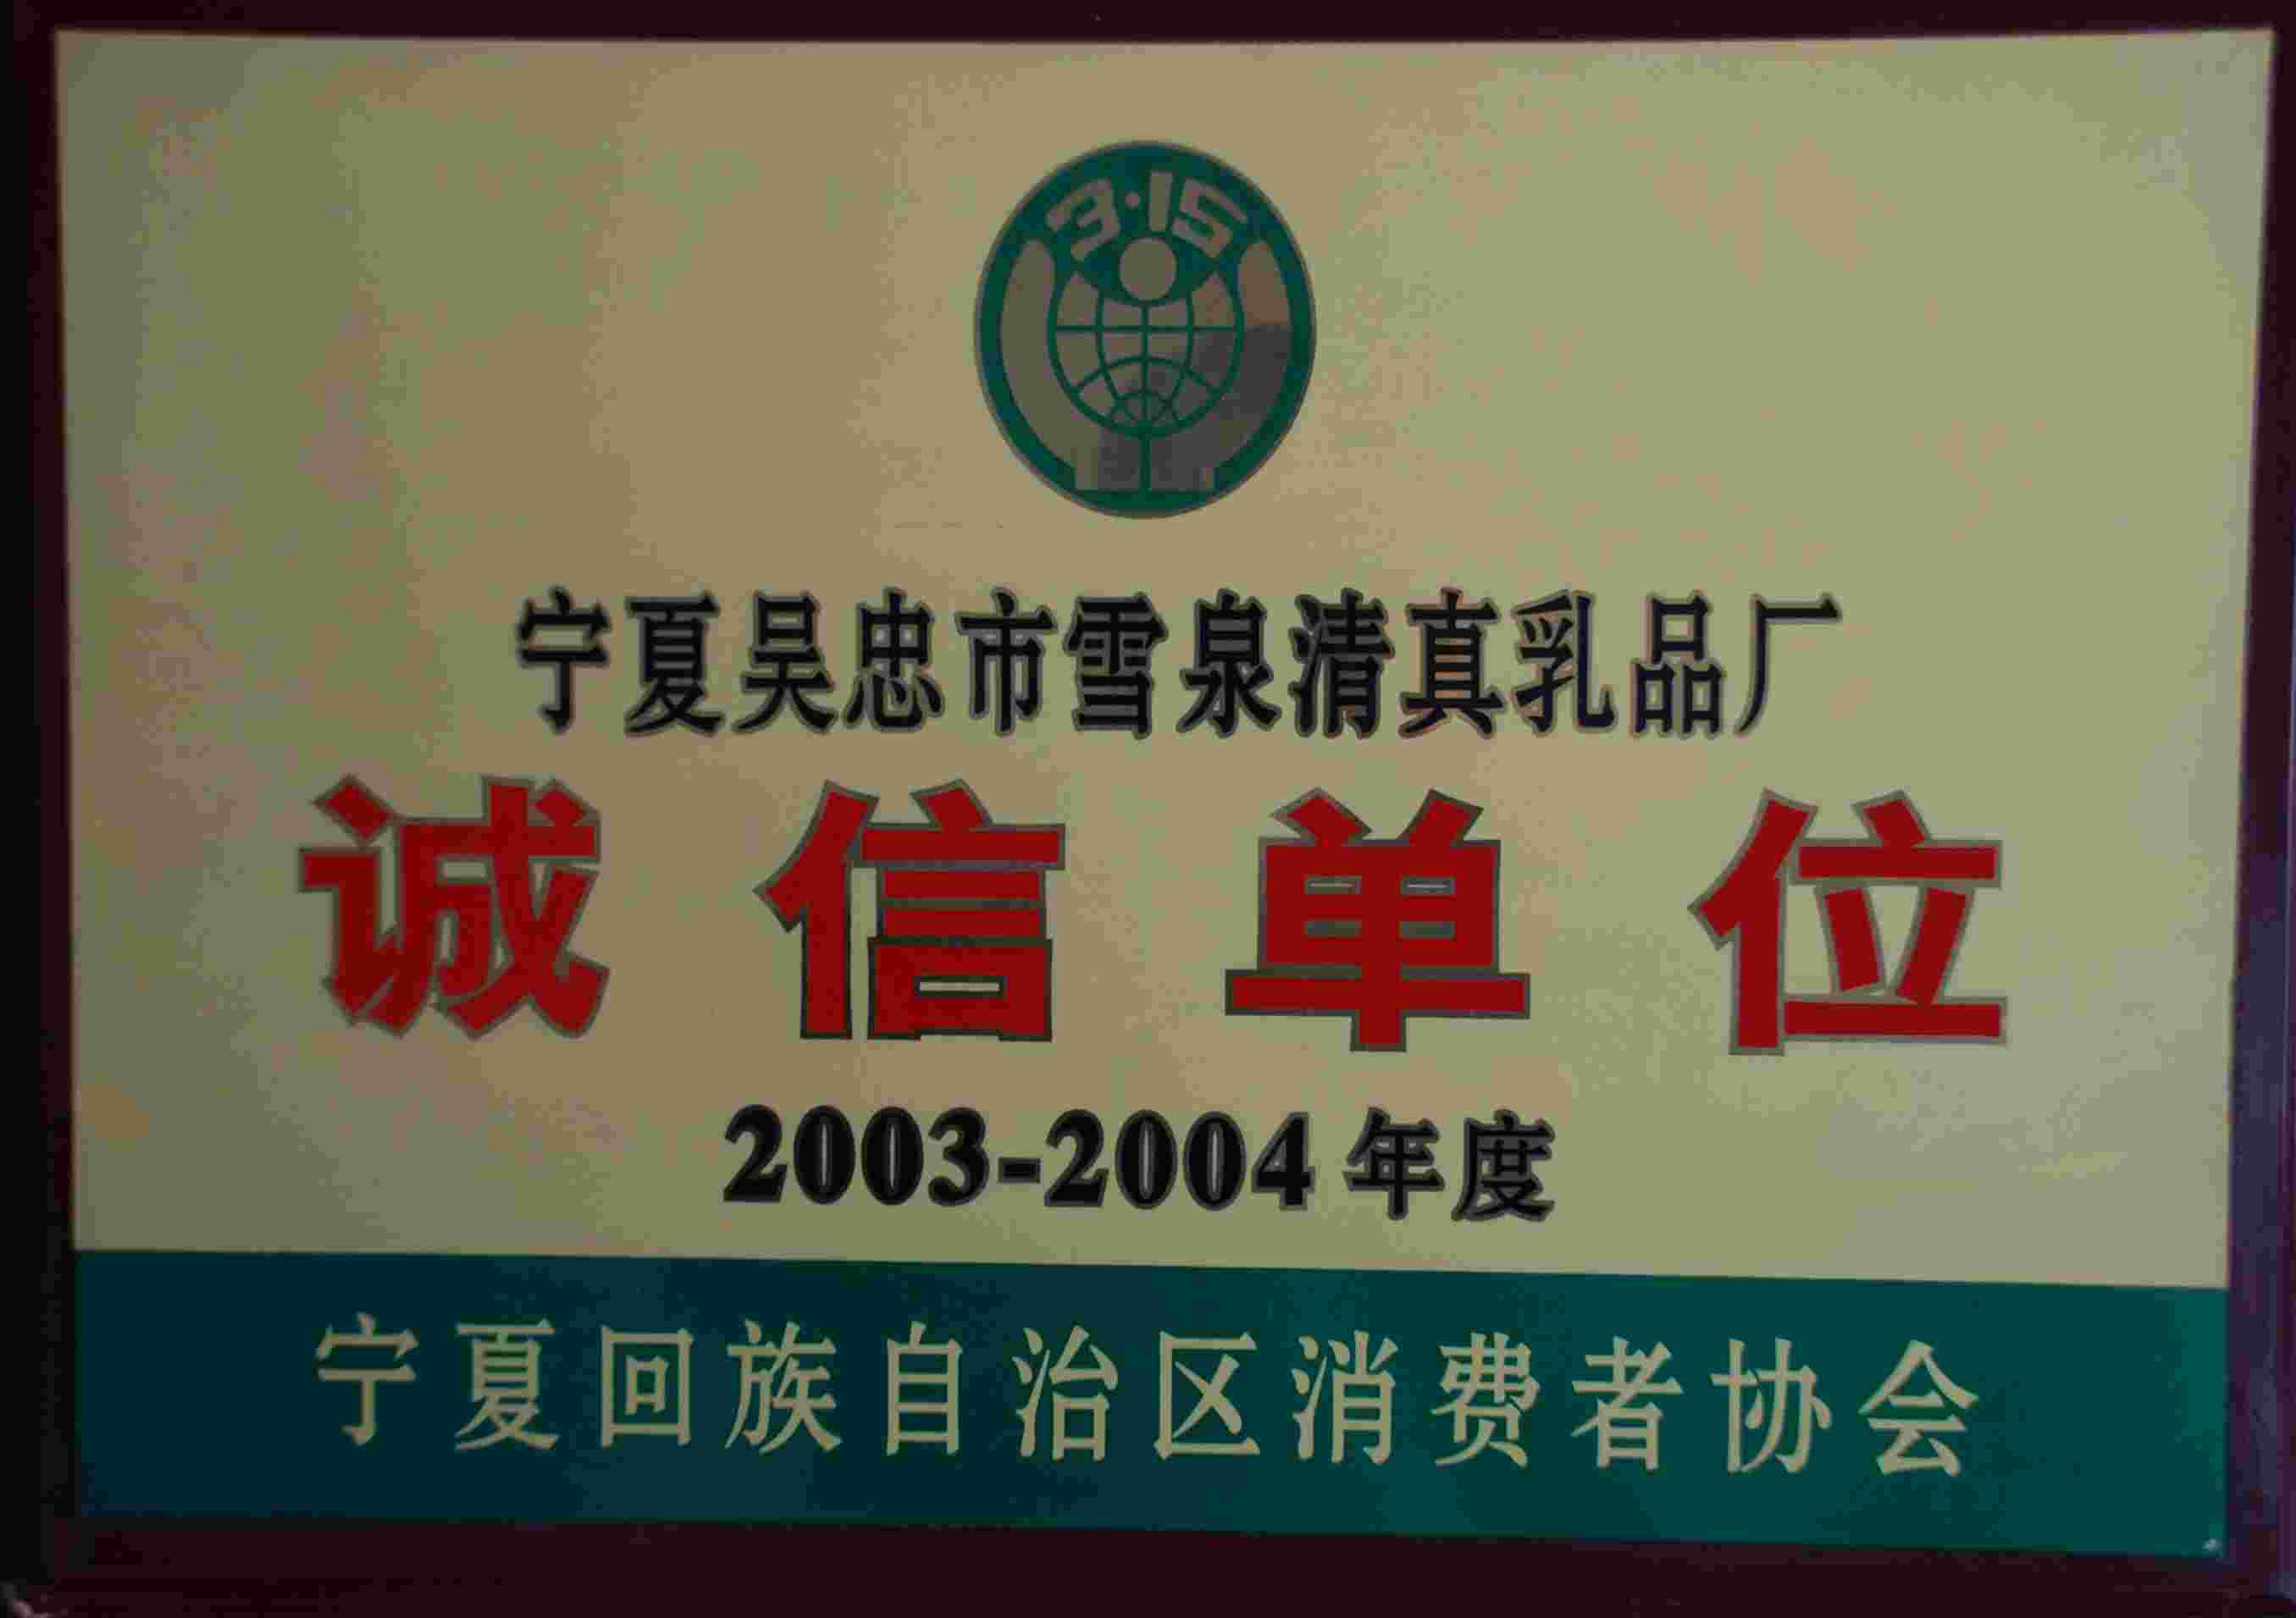 3·15
宁夏吴忠市雪泉清真乳品厂
诚信单位
2003-2004年度
宁夏回族自治区消费者协会